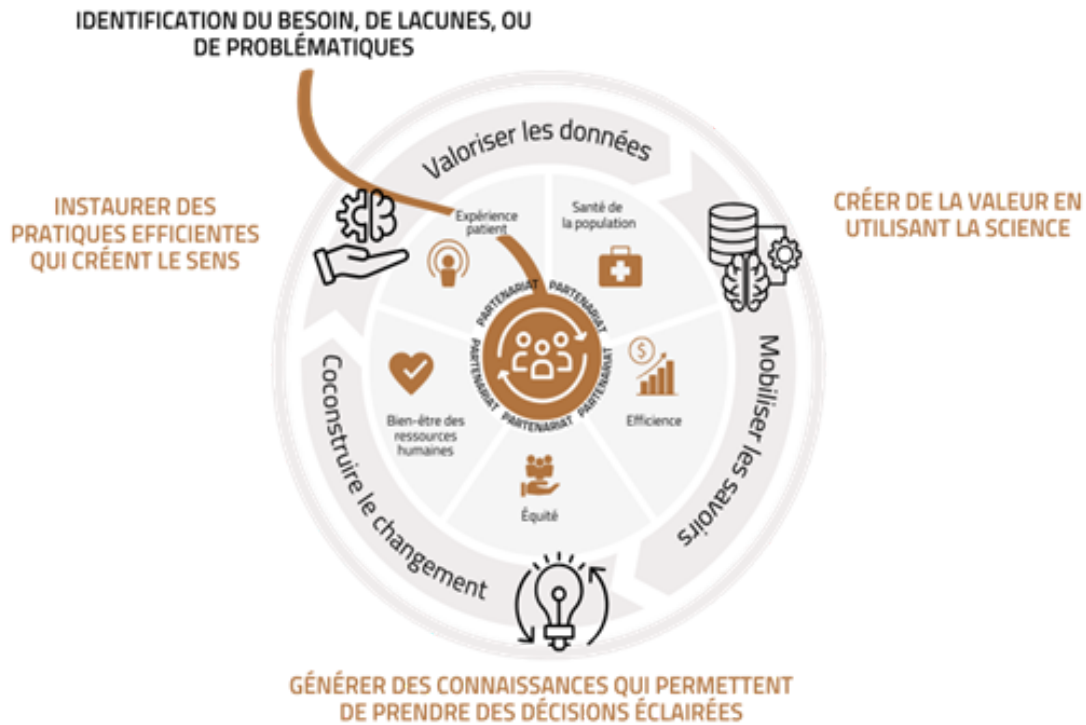 IDENTIFICATION DU BESOIN, DE LACUNES, OU
DE PROBLÉMATIQUES
Valoriser les données
INSTAURER DES
PRATIQUES EFFICIENTES
QUI CRÉENT LE SENS
Expérience
patient
Santé de
la population
CRÉER DE LA VALEUR EN
UTILISANT LA SCIENCE
PARTENARIAT
PARTENARIAT
PARTENARIAT
PARTENARIAT
PARTENARIAT
$
Efficience
Bien-être des
ressources
humaines
Équité
Mobiliser les savoirs
Coconstruire le changement
GÉNÉRER DES CONNAISSANCES QUI PERMETTENT
DE PRENDRE DES DÉCISIONS ÉCLAIRÉES